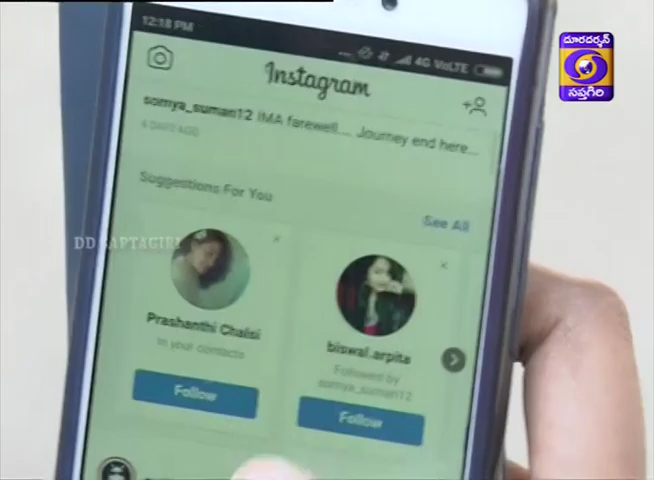 12:18 PM
... 4G VoLTE
దూరదర్శన్
సప్తగిరి
Instagram
somya_suman12 IMA farewell.... Journey end here...
4 DAYS AGO
Suggestions For You
See All
DD SAPTAGIRI
Prashanthi Chalsi
In your contacts
biswal.arpita
Followed by
somya_suman12
Follow
Follow